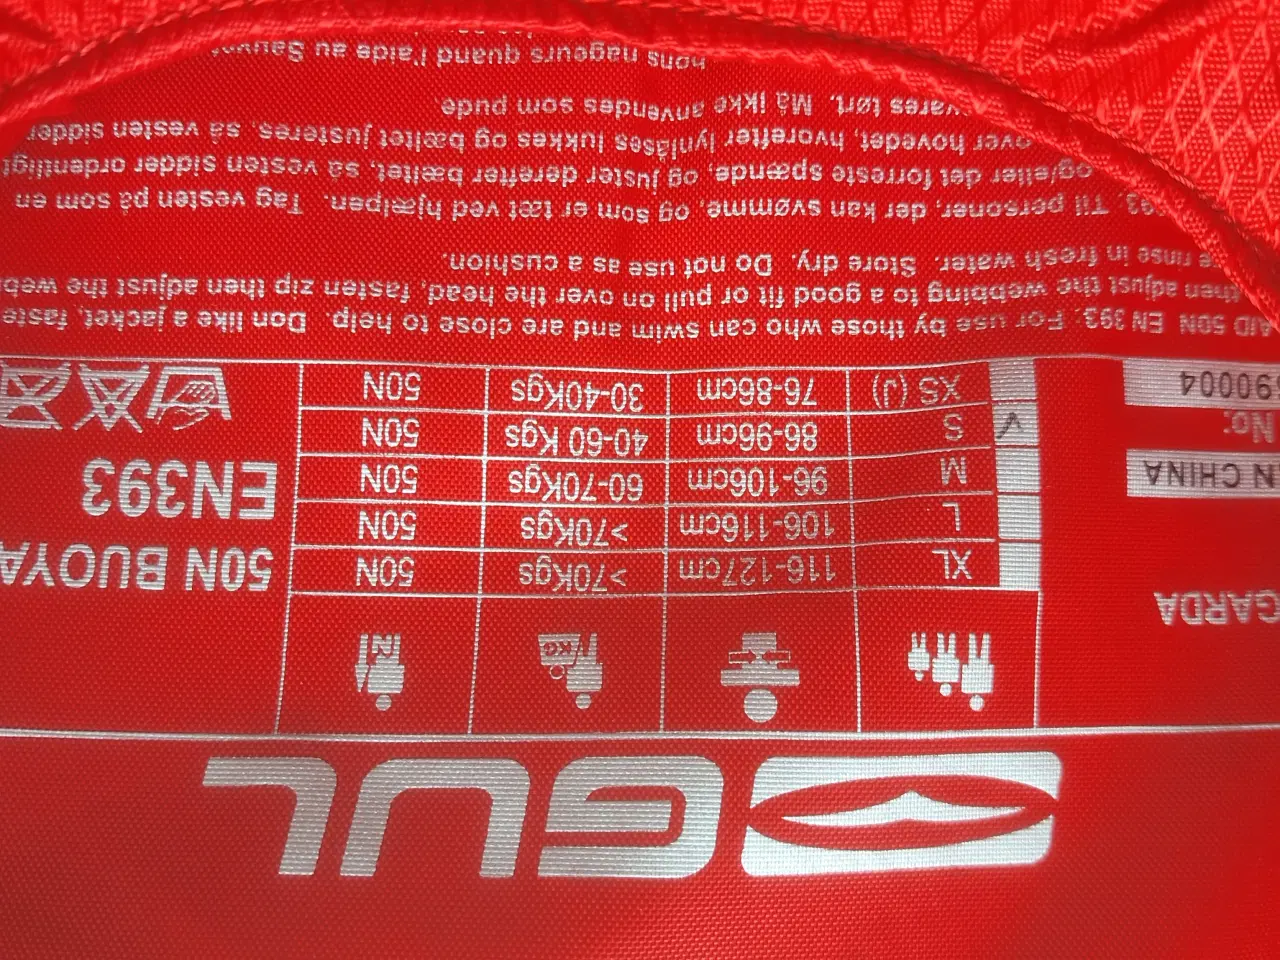 GUL
KG
N
GARDA
XL 116-127cm >70Kgs 50N
L 106-116cm >70Kgs 50N
M 96-106cm 60-70Kgs 50N
S 86-96cm 40-60 Kgs 50N
XS (J) 76-86cm 30-40Kgs 50N
50N BUOYA
EN393
N CHINA
No:
90004
AID 50N EN 393. For use by those who can swim and are close to help. Don like a jacket, faste
then adjust the webbing to a good fit or pull on over the head, fasten zip then adjust the webb
rinse in fresh water. Store dry. Do not use as a cushion.
393. Til personer, der kan svømme, og som er tæt ved hjælpen. Tag vesten på som en
og/eller det forreste spænde, og juster derefter bæltet, så vesten sidder ordentligt
over hovedet, hvorefter lynlåses lukkes og bæltet justeres, så vesten sidder
vares tørt. Må ikke anvendes som pude
bons nageurs quand l'aide au Sauvet